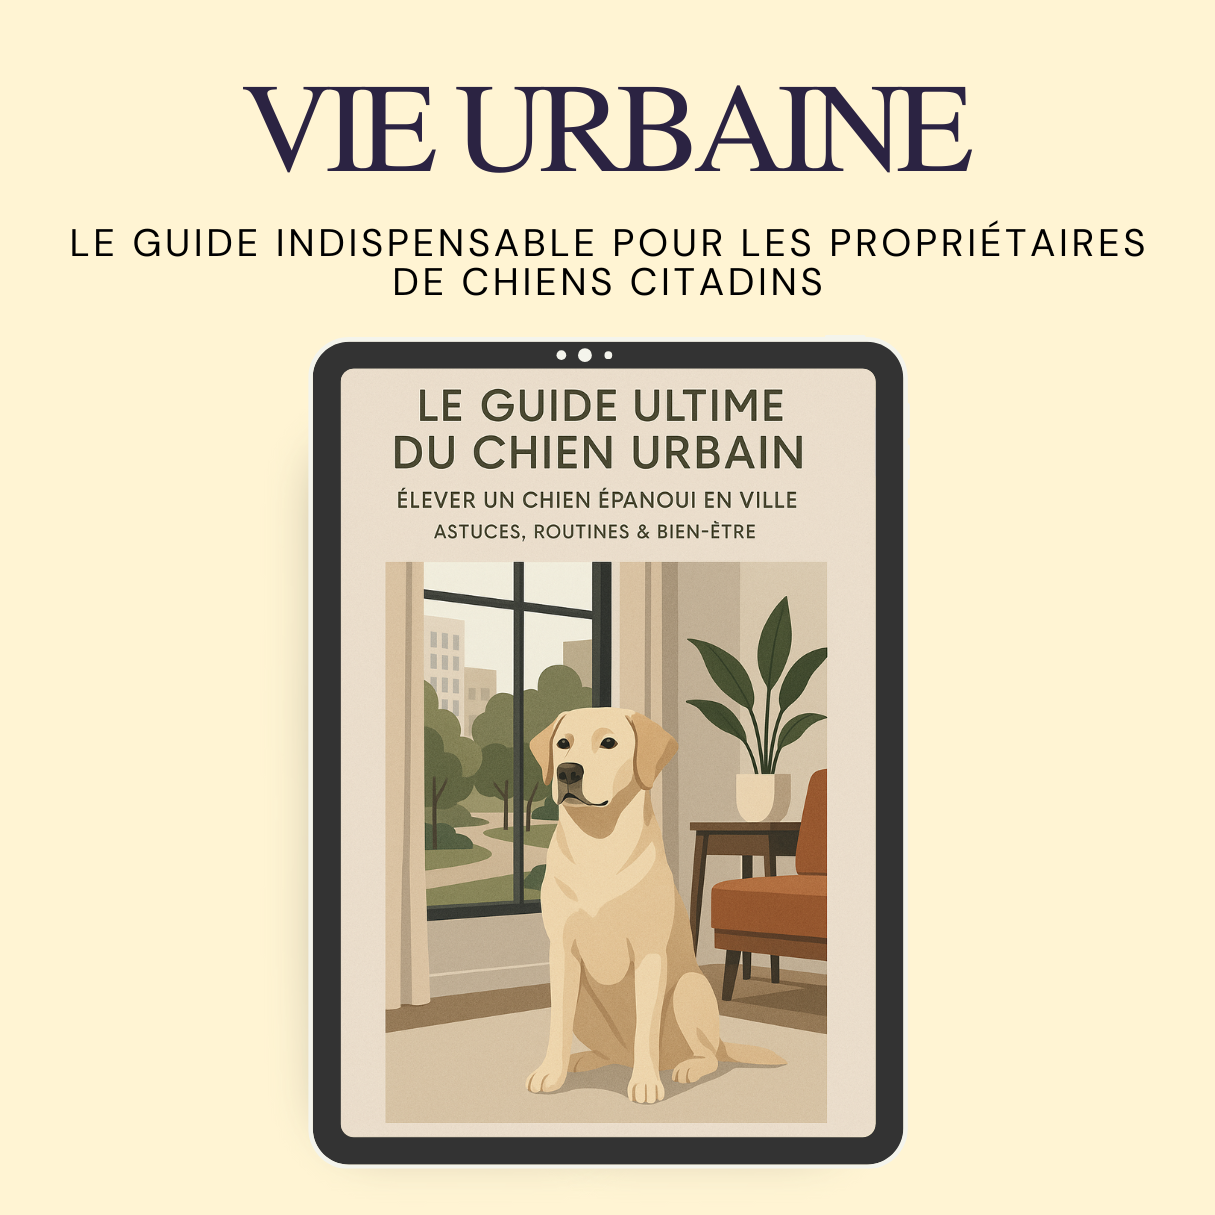 VIE URBAINE
LE GUIDE INDISPENSABLE POUR LES PROPRIÉTAIRES
DE CHIENS CITADINS
LE GUIDE ULTIME
DU CHIEN URBAIN
ÉLEVER UN CHIEN ÉPANOUI EN VILLE
ASTUCES, ROUTINES & BIEN-ÈTRE